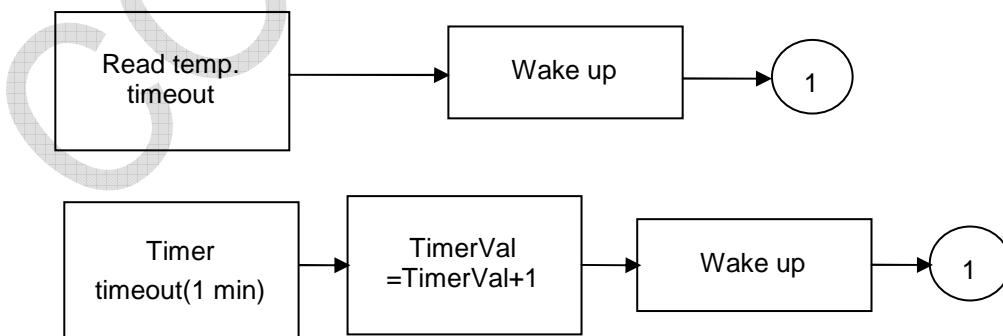 Read temp.
timeout
Wake up
1
Timer
timeout(1 min)
TimerVal
=TimerVal+1
Wake up
1